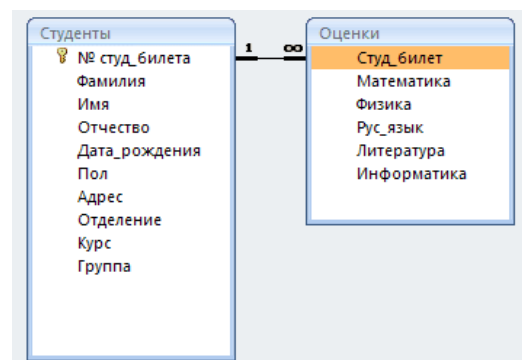 Студенты
№ студ_билета
Фамилия
Имя
Отчество
Дата_рождения
Пол
Адрес
Отделение
Курс
Группа
1 ∞
Оценки
Студ_билет
Математика
Физика
Рус_язык
Литература
Информатика